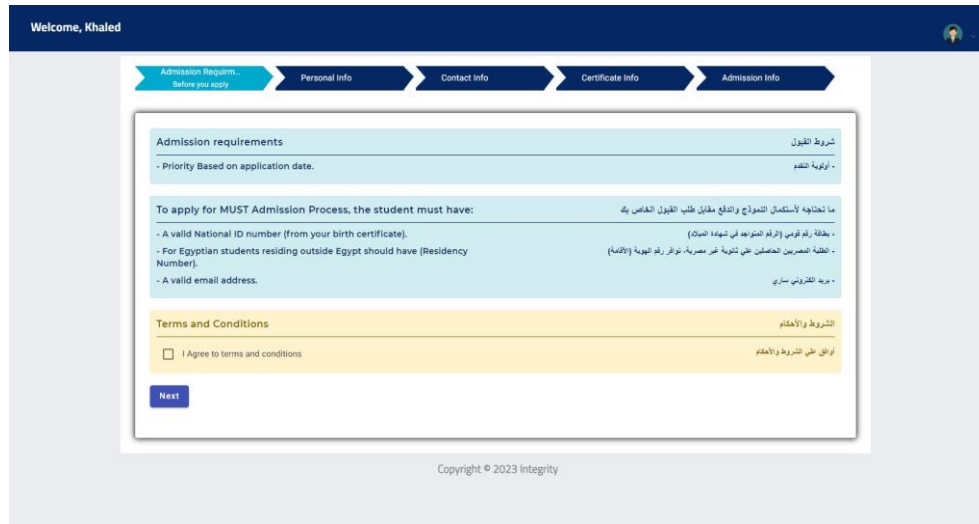 Welcome, Khaled
Admission Requirm...
Before you apply
Personal Info
Contact Info
Certificate Info
Admission Info
Admission requirements
شروط القبول
- Priority Based on application date.
- أولوية التقدم
To apply for MUST Admission Process, the student must have:
ما تحتاجه لأستكمال النموذج والدفع مقابل طلب القبول الخاص بك
- A valid National ID number (from your birth certificate).
- بطاقة رقم قومي (الرقم المتواجد في شهادة الميلاد)
- For Egyptian students residing outside Egypt should have (Residency
Number).
- الطلبة المصريين الحاصلين علي ثانوية غير مصرية، توافر رقم الهوية (الأقامة)
- A valid email address.
- بريد الكتروني ساري
Terms and Conditions
الشروط والأحكام
I Agree to terms and conditions
أوافق علي الشروط والأحكام
Next
Copyright © 2023 Integrity